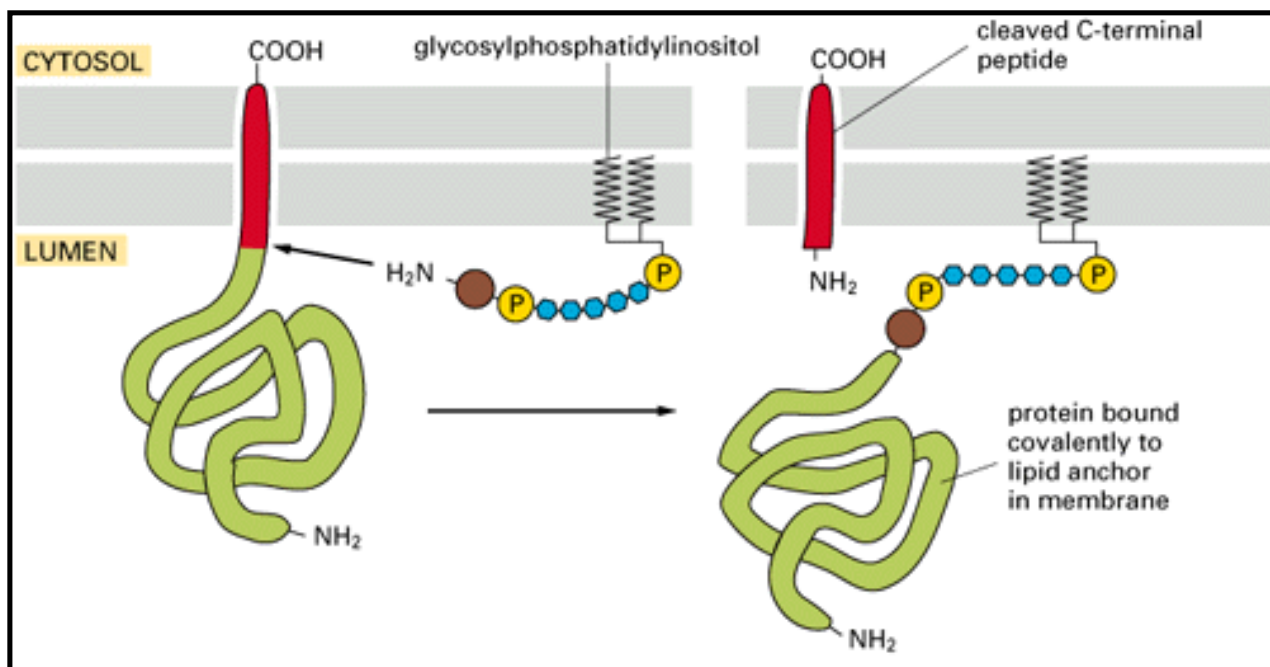 CYTOSOL
COOH
glycosylphosphatidylinositol
COOH
cleaved C-terminal
peptide
LUMEN
H₂N
P
P
NH₂
P
P
NH₂
protein bound
covalently to
lipid anchor
in membrane
NH₂